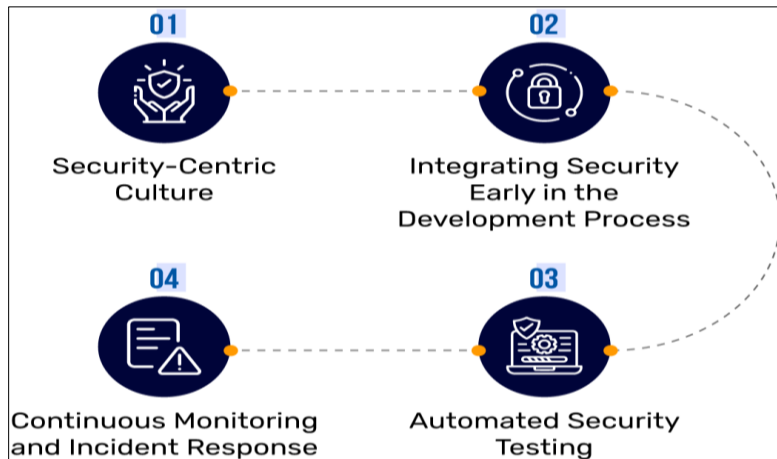 01
Security-Centric
Culture
02
Integrating Security
Early in the
Development Process
03
Automated Security
Testing
04
Continuous Monitoring
and Incident Response